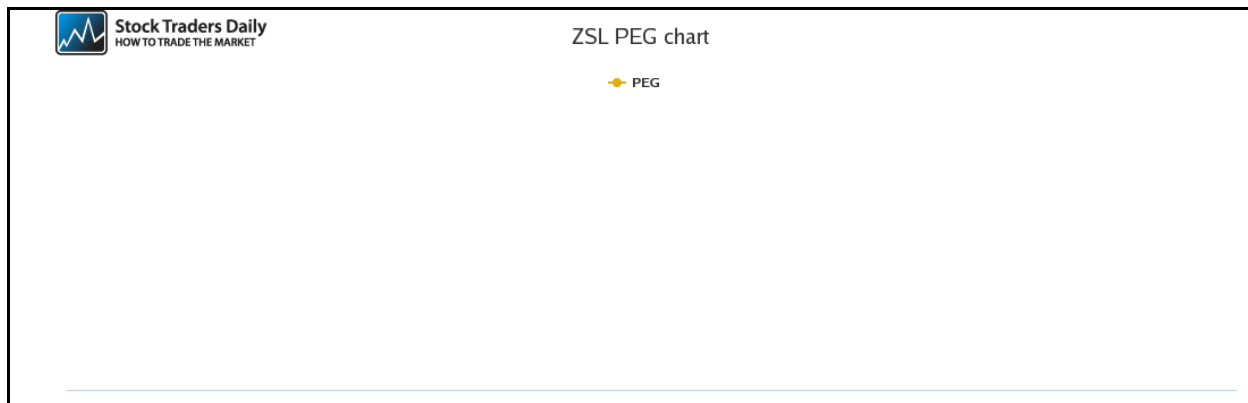 Stock Traders Daily
HOW TO TRADE THE MARKET
ZSL PEG chart
PEG